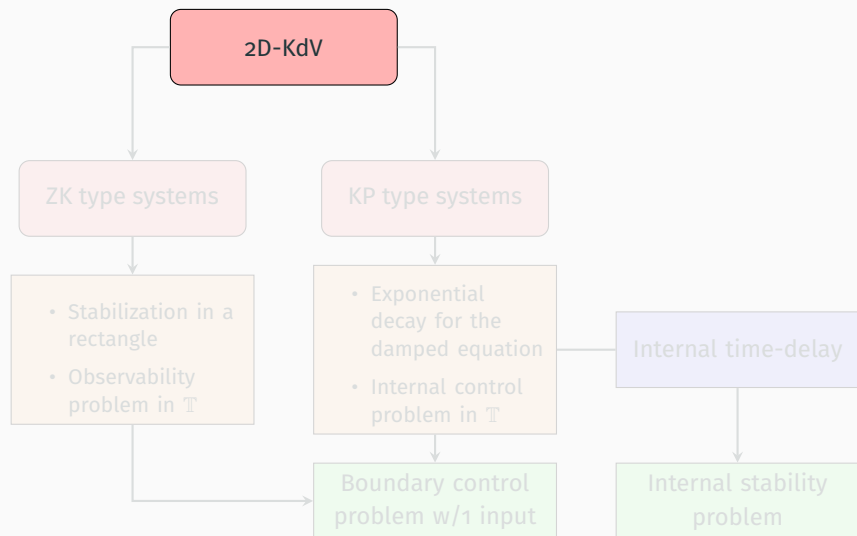 2D-KdV
ZK type systems
KP type systems
• Stabilization in a
rectangle
• Observability
problem in 𝕋
• Exponential
decay for the
damped equation
• Internal control
problem in 𝕋
Internal time-delay
Boundary control
problem w/1 input
Internal stability
problem